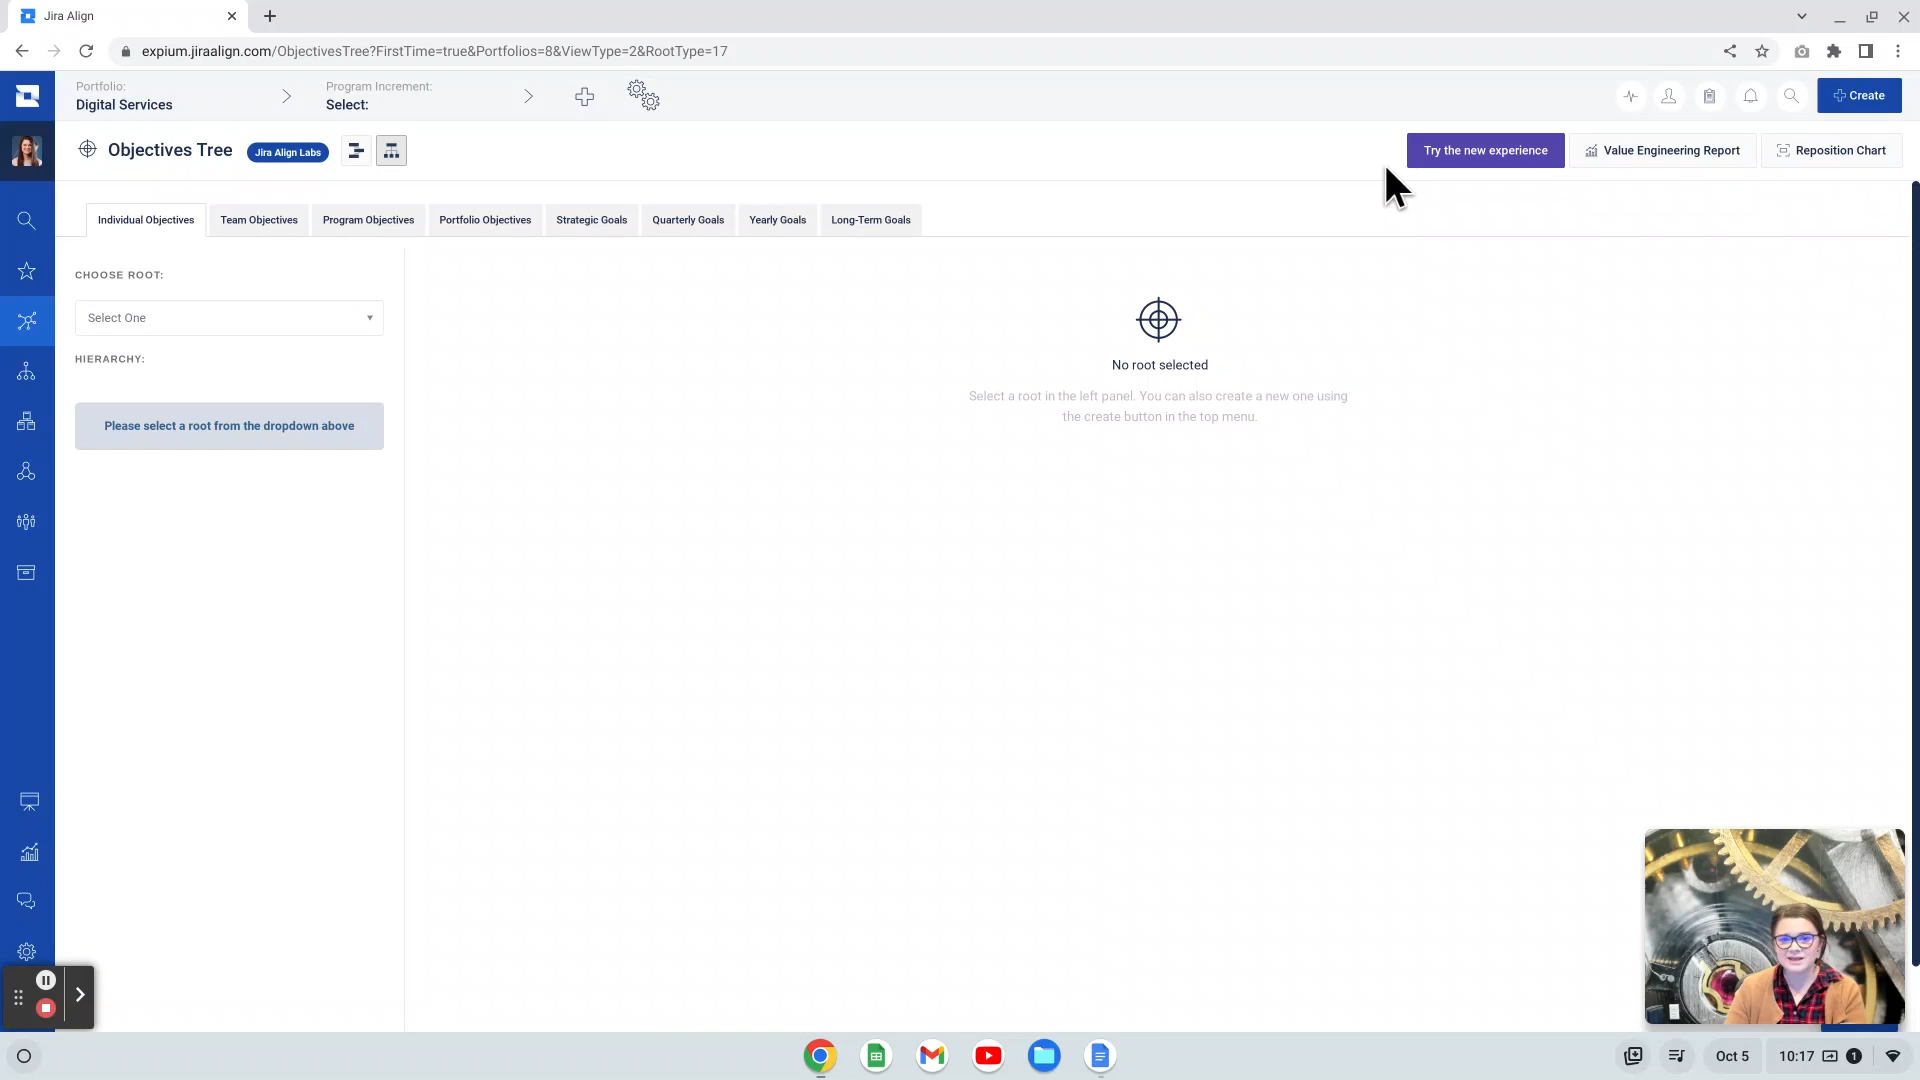 Jira Align
expium.jiraalign.com/ObjectivesTree?FirstTime=true&Portfolios=8&ViewType=2&RootType=17
Portfolio:
Digital Services
Program Increment:
Select:
Create
Objectives Tree
Jira Align Labs
Try the new experience
Value Engineering Report
Reposition Chart
Individual Objectives
Team Objectives
Program Objectives
Portfolio Objectives
Strategic Goals
Quarterly Goals
Yearly Goals
Long-Term Goals
CHOOSE ROOT:
Select One
HIERARCHY:
Please select a root from the dropdown above
No root selected
Select a root in the left panel. You can also create a new one using
the create button in the top menu.
Oct 5
10:17
1